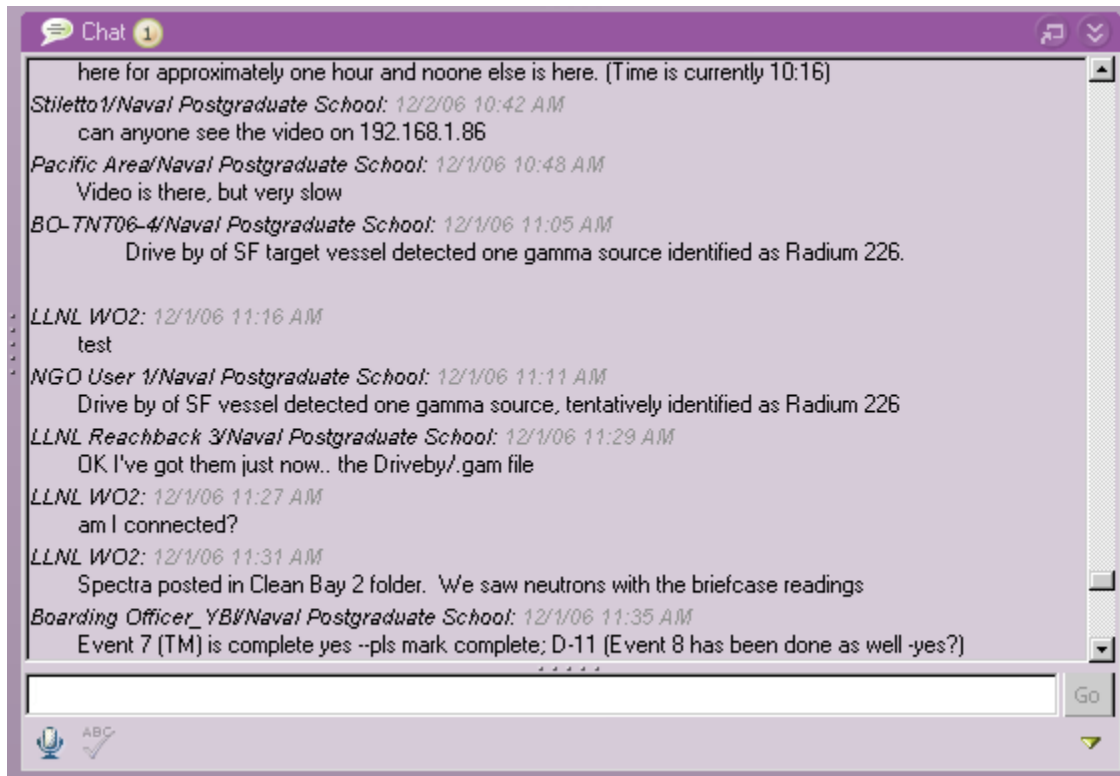 Chat 1
here for approximately one hour and noone else is here. (Time is currently 10:16)
Stiletto1/Naval Postgraduate School: 12/2/06 10:42 AM
can anyone see the video on 192.168.1.86
Pacific Area/Naval Postgraduate School: 12/1/06 10:48 AM
Video is there, but very slow
BO-TNT06-4/Naval Postgraduate School: 12/1/06 11:05 AM
Drive by of SF target vessel detected one gamma source identified as Radium 226.
LLNL WO2: 12/1/06 11:16 AM
test
NGO User 1/Naval Postgraduate School: 12/1/06 11:11 AM
Drive by of SF vessel detected one gamma source, tentatively identified as Radium 226
LLNL Reachback 3/Naval Postgraduate School: 12/1/06 11:29 AM
OK I've got them just now.. the Driveby/.gam file
LLNL WO2: 12/1/06 11:27 AM
am I connected?
LLNL WO2: 12/1/06 11:31 AM
Spectra posted in Clean Bay 2 folder.  We saw neutrons with the briefcase readings
Boarding Officer_YBI/Naval Postgraduate School: 12/1/06 11:35 AM
Event 7 (TM) is complete yes --pls mark complete; D-11 (Event 8 has been done as well -yes?)
Go
ABC